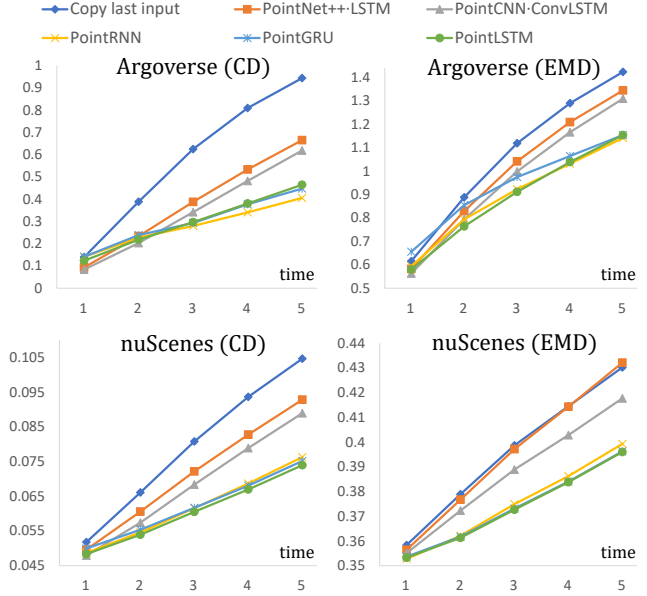 Copy last input PointNet++·LSTM PointCNN·ConvLSTM
PointRNN PointGRU PointLSTM
Argoverse (CD)
1
0.9
0.8
0.7
0.6
0.5
0.4
0.3
0.2
0.1
0
time
1 2 3 4 5
Argoverse (EMD)
1.4
1.3
1.2
1.1
1
0.9
0.8
0.7
0.6
0.5
time
1 2 3 4 5
nuScenes (CD)
0.105
0.095
0.085
0.075
0.065
0.055
0.045
time
1 2 3 4 5
nuScenes (EMD)
0.44
0.43
0.42
0.41
0.4
0.39
0.38
0.37
0.36
0.35
time
1 2 3 4 5